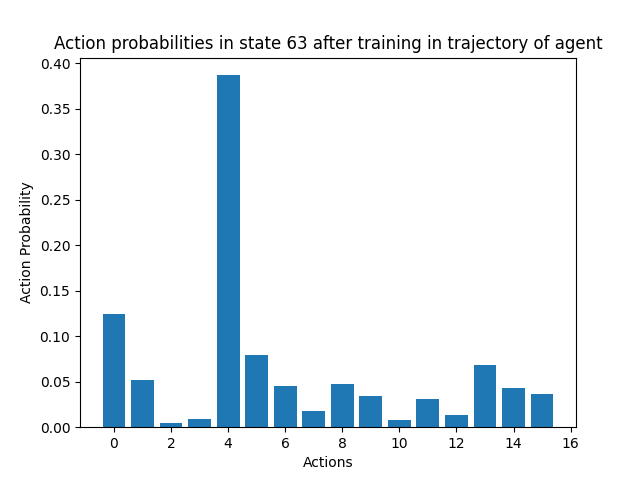 Action probabilities in state 63 after training in trajectory of agent
0.40
0.35
0.30
0.25
0.20
0.15
0.10
0.05
0.00
Action Probability
0 2 4 6 8 10 12 14 16
Actions